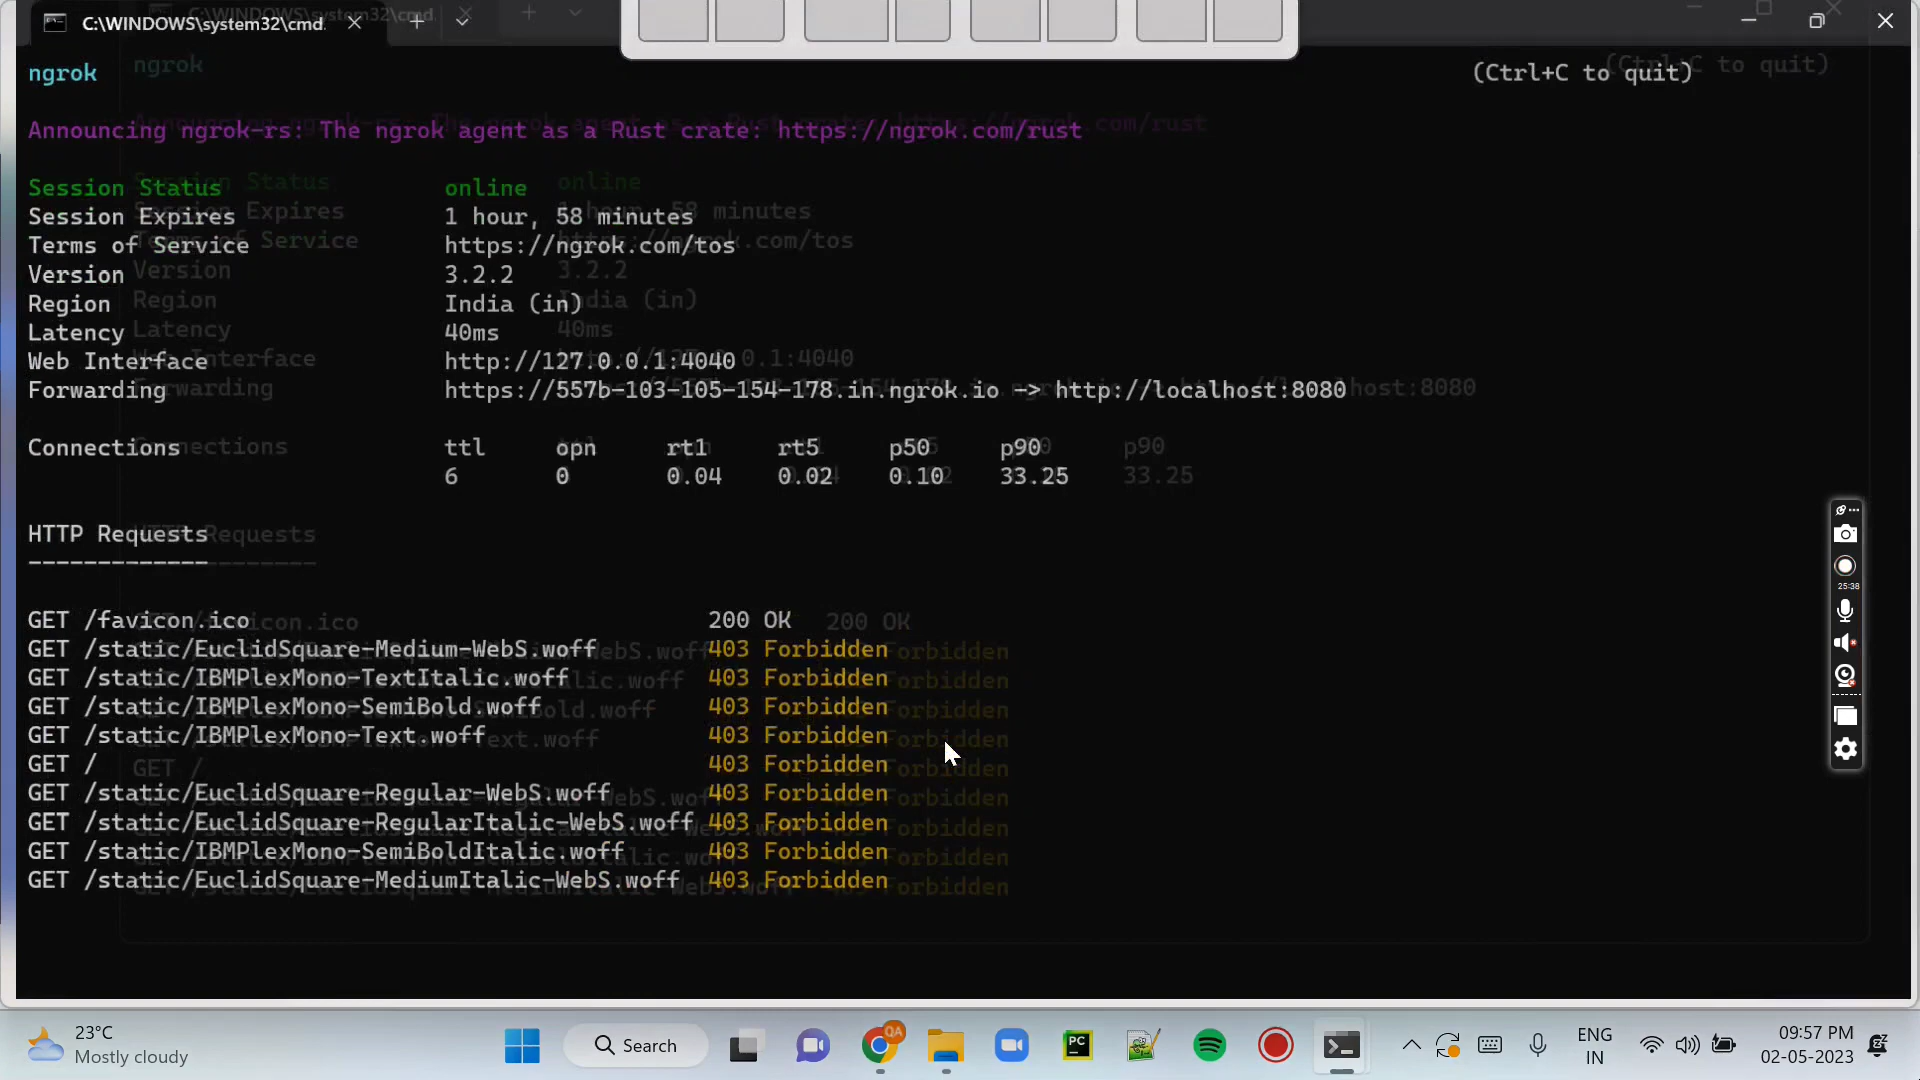 C:\WINDOWS\system32\cmd.
ngrok (Ctrl+C to quit)
Announcing ngrok-rs: The ngrok agent as a Rust crate: https://ngrok.com/rust
Session Status online
Session Expires 1 hour, 58 minutes
Terms of Service https://ngrok.com/tos
Version 3.2.2
Region India (in)
Latency 40ms
Web Interface http://127.0.0.1:4040
Forwarding https://557b-103-105-154-178.in.ngrok.io -> http://localhost:8080
Connections ttl opn rt1 rt5 p50 p90
6 0 0.04 0.02 0.10 33.25
HTTP Requests
-------------
GET /favicon.ico 200 OK
GET /static/EuclidSquare-Medium-WebS.woff 403 Forbidden
GET /static/IBMPlexMono-TextItalic.woff 403 Forbidden
GET /static/IBMPlexMono-SemiBold.woff 403 Forbidden
GET /static/IBMPlexMono-Text.woff 403 Forbidden
GET / 403 Forbidden
GET /static/EuclidSquare-Regular-WebS.woff 403 Forbidden
GET /static/EuclidSquare-RegularItalic-WebS.woff 403 Forbidden
GET /static/IBMPlexMono-SemiBoldItalic.woff 403 Forbidden
GET /static/EuclidSquare-MediumItalic-WebS.woff 403 Forbidden
25:38
23°C
Mostly cloudy
Search
QA
PC
ENG
IN
09:57 PM
02-05-2023